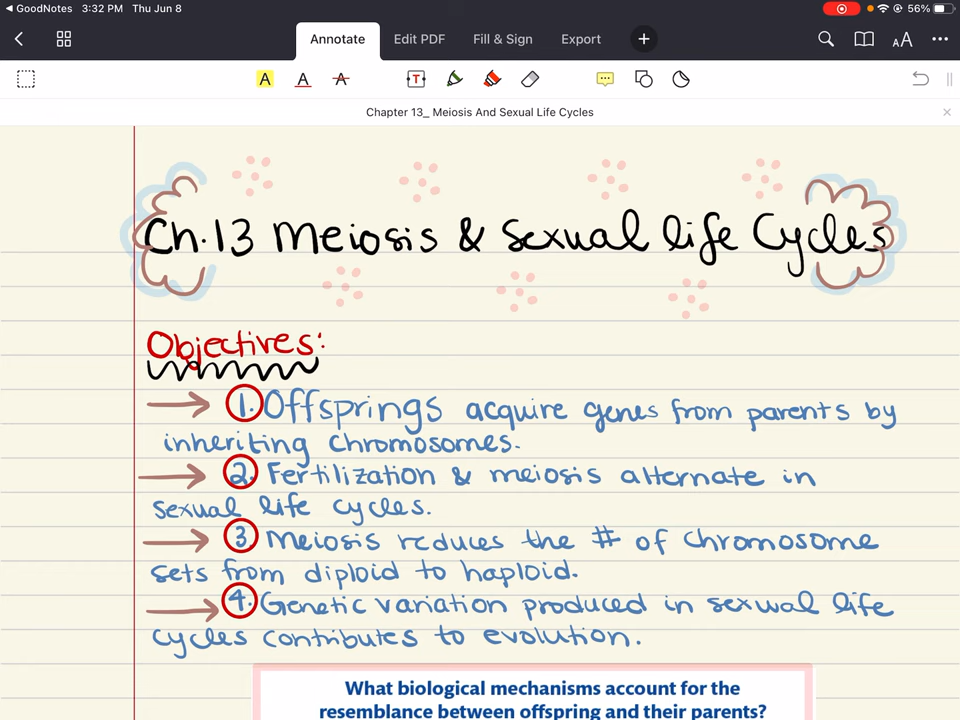 ◀ GoodNotes 3:32 PM Thu Jun 8 56%
Annotate Edit PDF Fill & Sign Export
A A A T AA
Chapter 13_ Meiosis And Sexual Life Cycles
Ch.13 Meiosis & Sexual life Cycles
Objectives:
→ 1. Offsprings acquire genes from parents by
inheriting chromosomes.
→ 2. Fertilization & meiosis alternate in
sexual life cycles.
→ 3. Meiosis reduces the # of chromosome
sets from diploid to haploid.
→ 4. Genetic variation produced in sexual life
cycles contributes to evolution.
What biological mechanisms account for the
resemblance between offspring and their parents?